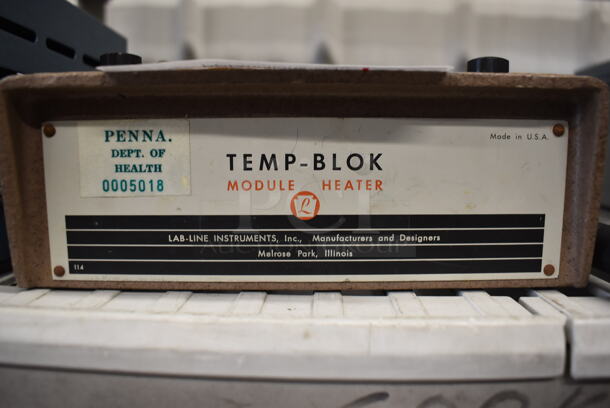 PENNA.
DEPT. OF
HEALTH
0005018
Made in U.S.A.
TEMP-BLOK
MODULE HEATER
L
LAB-LINE INSTRUMENTS, Inc., Manufacturers and Designers
Melrose Park, Illinois
114
PCI